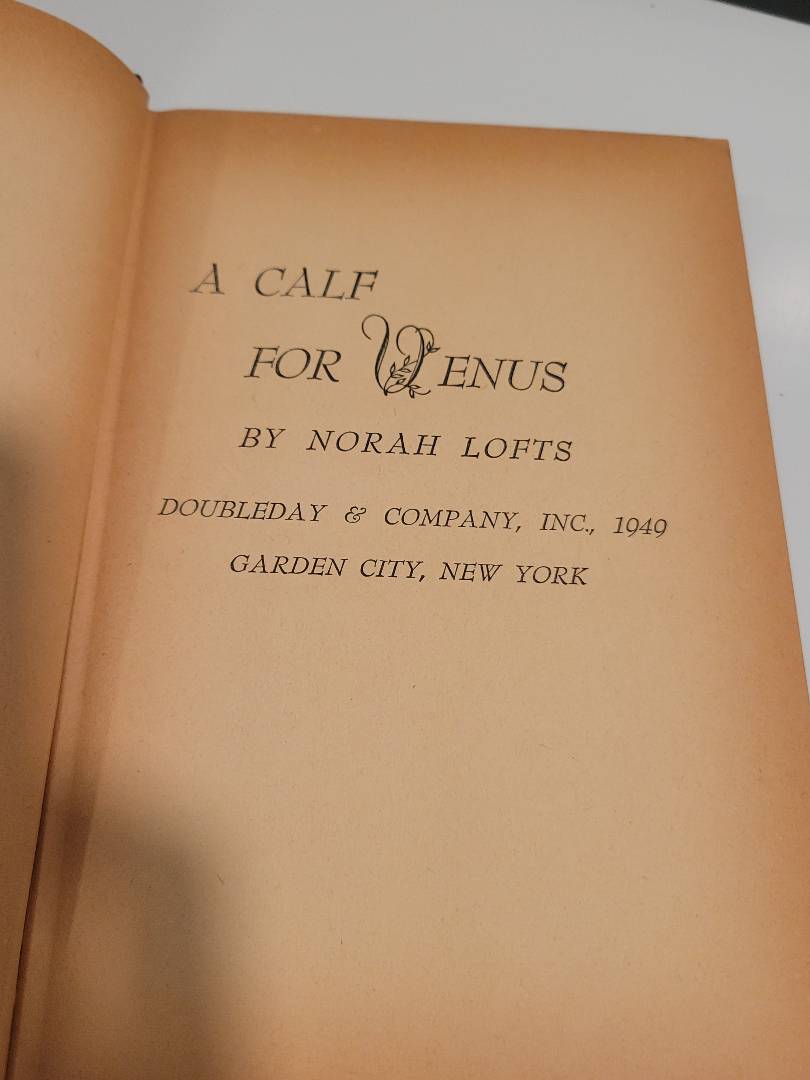 A CALF
FOR VENUS
BY NORAH LOFTS
DOUBLEDAY & COMPANY, INC., 1949
GARDEN CITY, NEW YORK